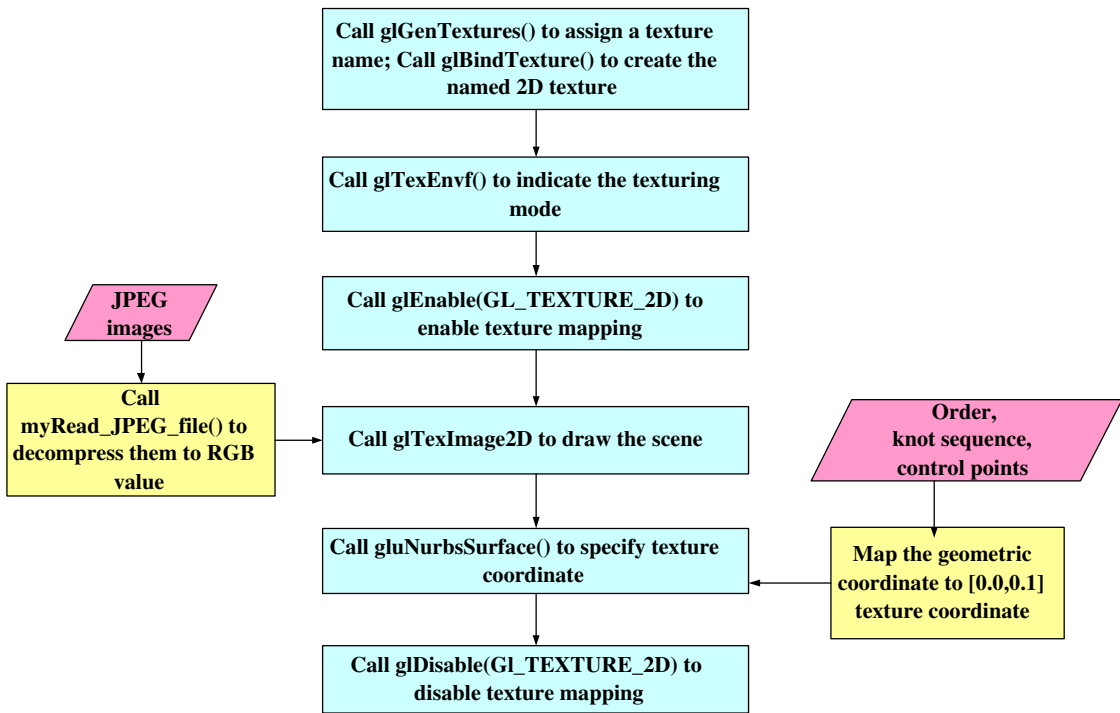 Call glGenTextures() to assign a texture
name; Call glBindTexture() to create the
named 2D texture
Call glTexEnvf() to indicate the texturing
mode
Call glEnable(GL_TEXTURE_2D) to
enable texture mapping
JPEG
images
Call
myRead_JPEG_file() to
decompress them to RGB
value
Call glTexImage2D to draw the scene
Order,
knot sequence,
control points
Call gluNurbsSurface() to specify texture
coordinate
Map the geometric
coordinate to [0.0,0.1]
texture coordinate
Call glDisable(Gl_TEXTURE_2D) to
disable texture mapping